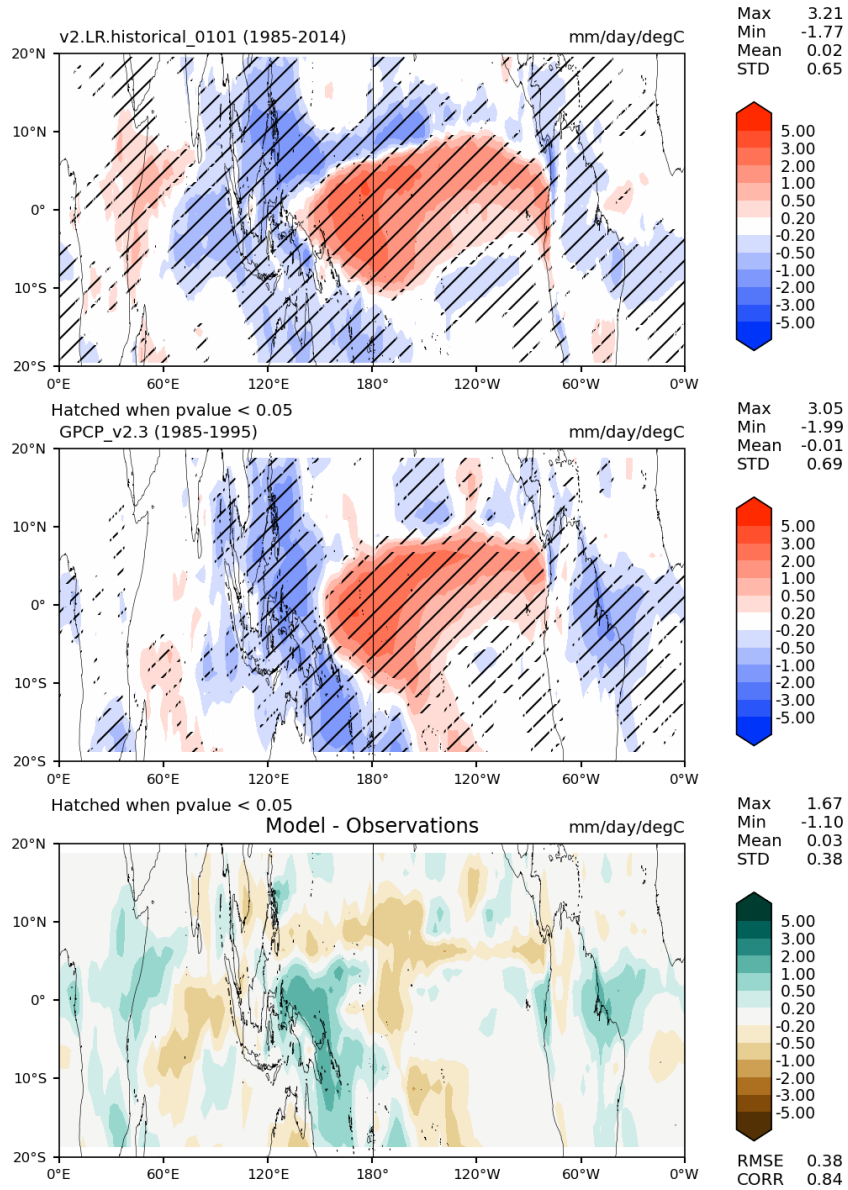 Max 3.21
Min -1.77
Mean 0.02
STD 0.65
v2.LR.historical_0101 (1985-2014) mm/day/degC
20°N
10°N
0°
10°S
20°S
0°E 60°E 120°E 180° 120°W 60°W 0°W
5.00
3.00
2.00
1.00
0.50
0.20
-0.20
-0.50
-1.00
-2.00
-3.00
-5.00
Hatched when pvalue < 0.05
Max 3.05
Min -1.99
Mean -0.01
STD 0.69
GPCP_v2.3 (1985-1995) mm/day/degC
20°N
10°N
0°
10°S
20°S
0°E 60°E 120°E 180° 120°W 60°W 0°W
5.00
3.00
2.00
1.00
0.50
0.20
-0.20
-0.50
-1.00
-2.00
-3.00
-5.00
Hatched when pvalue < 0.05
Max 1.67
Min -1.10
Mean 0.03
STD 0.38
Model - Observations mm/day/degC
20°N
10°N
0°
10°S
20°S
0°E 60°E 120°E 180° 120°W 60°W 0°W
5.00
3.00
2.00
1.00
0.50
0.20
-0.20
-0.50
-1.00
-2.00
-3.00
-5.00
RMSE 0.38
CORR 0.84